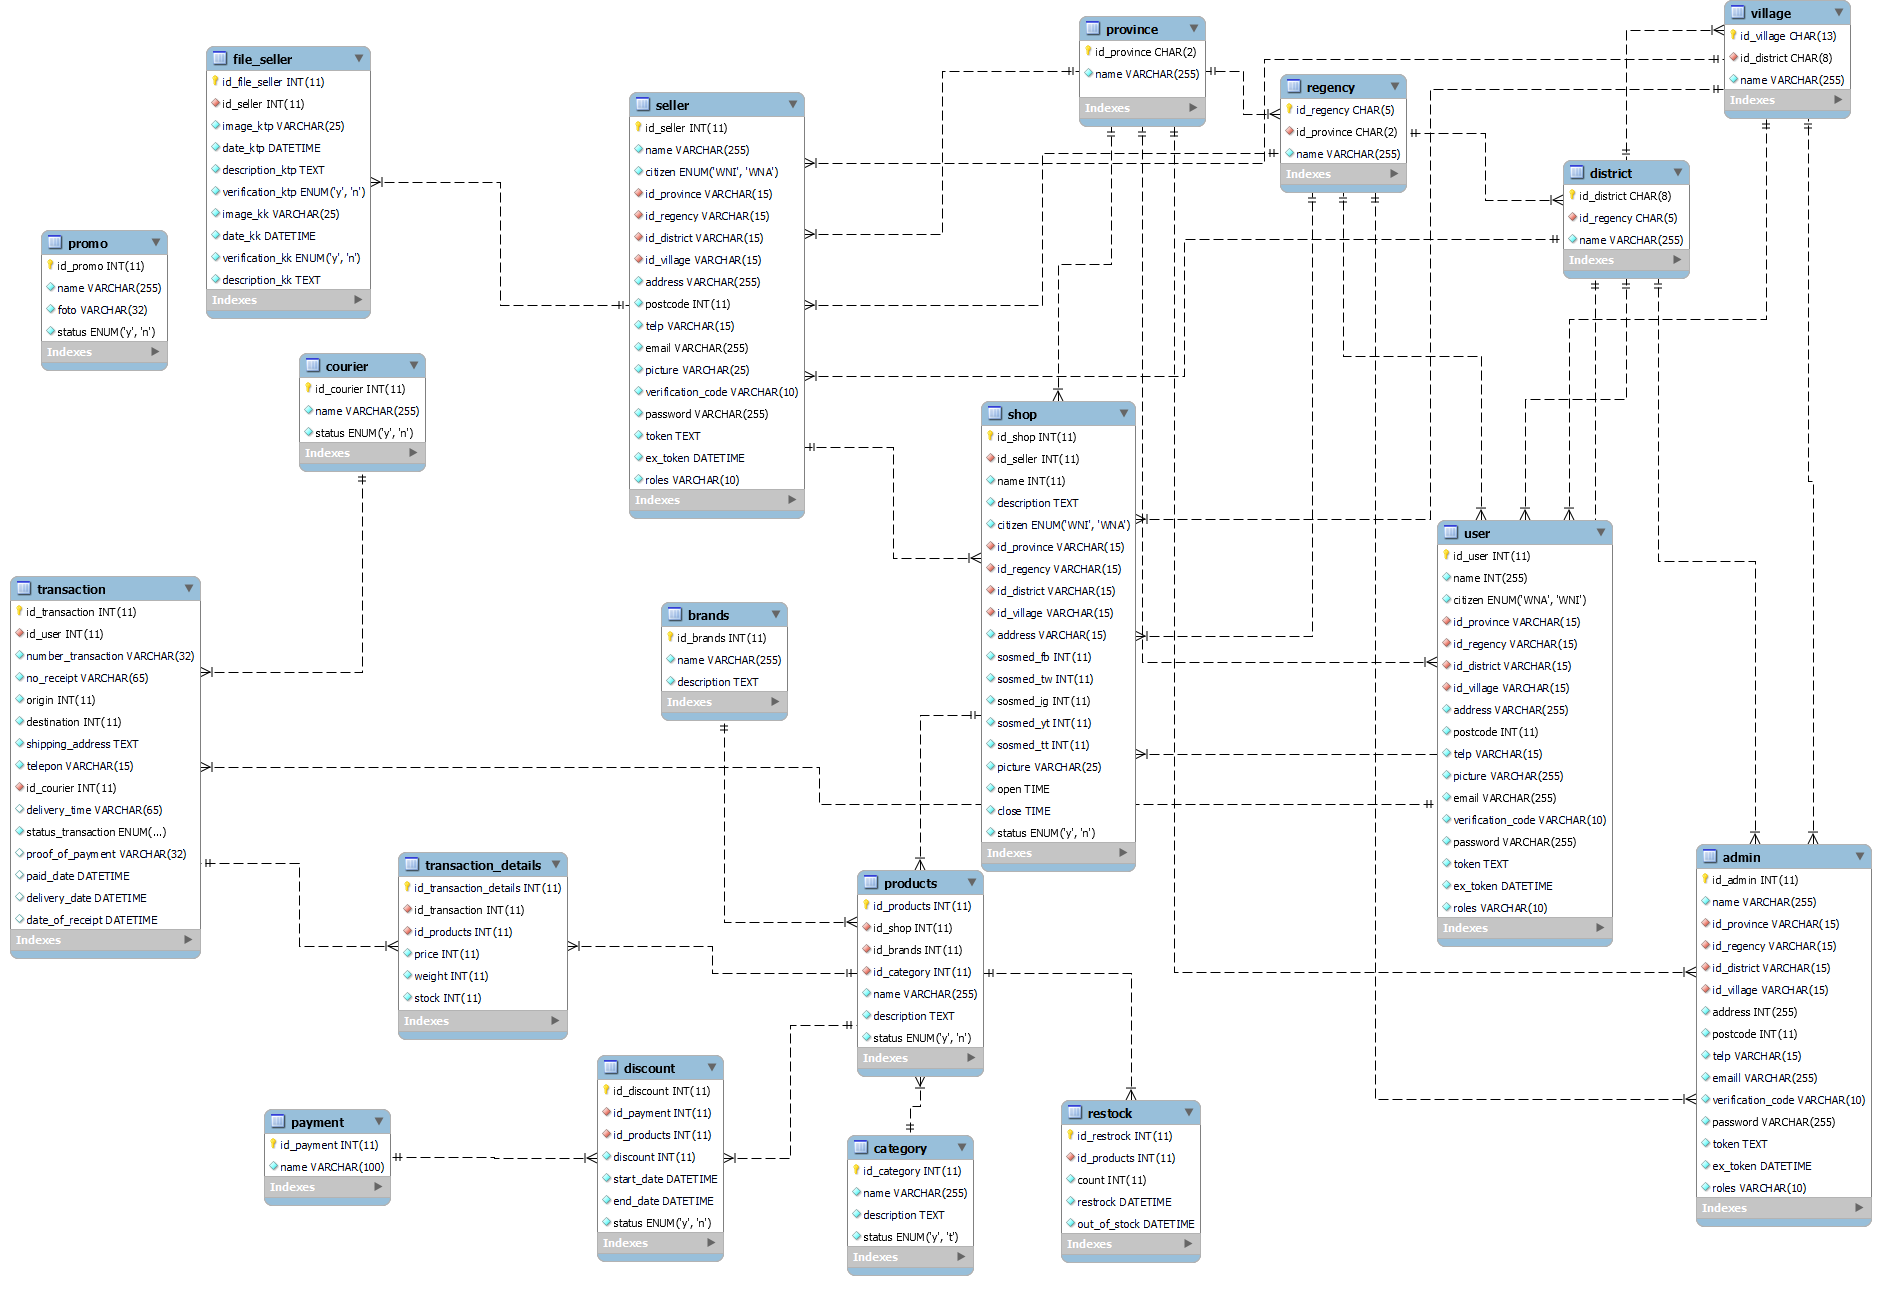 file_seller
id_file_seller INT(11)
id_seller INT(11)
image_ktp VARCHAR(25)
date_ktp DATETIME
description_ktp TEXT
verification_ktp ENUM('y', 'n')
image_kk VARCHAR(25)
date_kk DATETIME
verification_kk ENUM('y', 'n')
description_kk TEXT
Indexes
promo
id_promo INT(11)
name VARCHAR(255)
foto VARCHAR(32)
status ENUM('y', 'n')
Indexes
courier
id_courier INT(11)
name VARCHAR(255)
status ENUM('y', 'n')
Indexes
seller
id_seller INT(11)
name VARCHAR(255)
citizen ENUM('WNI', 'WNA')
id_province VARCHAR(15)
id_regency VARCHAR(15)
id_district VARCHAR(15)
id_village VARCHAR(15)
address VARCHAR(255)
postcode INT(11)
telp VARCHAR(15)
email VARCHAR(255)
picture VARCHAR(25)
verification_code VARCHAR(10)
password VARCHAR(255)
token TEXT
ex_token DATETIME
roles VARCHAR(10)
Indexes
province
id_province CHAR(2)
name VARCHAR(255)
Indexes
regency
id_regency CHAR(5)
id_province CHAR(2)
name VARCHAR(255)
Indexes
village
id_village CHAR(13)
id_district CHAR(8)
name VARCHAR(255)
Indexes
district
id_district CHAR(8)
id_regency CHAR(5)
name VARCHAR(255)
Indexes
shop
id_shop INT(11)
id_seller INT(11)
name INT(11)
description TEXT
citizen ENUM('WNI', 'WNA')
id_province VARCHAR(15)
id_regency VARCHAR(15)
id_district VARCHAR(15)
id_village VARCHAR(15)
address VARCHAR(15)
sosmed_fb INT(11)
sosmed_tw INT(11)
sosmed_ig INT(11)
sosmed_yt INT(11)
sosmed_tt INT(11)
picture VARCHAR(25)
open TIME
close TIME
status ENUM('y', 'n')
Indexes
user
id_user INT(11)
name INT(255)
citizen ENUM('WNA', 'WNI')
id_province VARCHAR(15)
id_regency VARCHAR(15)
id_district VARCHAR(15)
id_village VARCHAR(15)
address VARCHAR(255)
postcode INT(11)
telp VARCHAR(15)
picture VARCHAR(255)
email VARCHAR(255)
verification_code VARCHAR(10)
password VARCHAR(255)
token TEXT
ex_token DATETIME
roles VARCHAR(10)
Indexes
transaction
id_transaction INT(11)
id_user INT(11)
number_transaction VARCHAR(32)
no_receipt VARCHAR(65)
origin INT(11)
destination INT(11)
shipping_address TEXT
telepon VARCHAR(15)
id_courier INT(11)
delivery_time VARCHAR(65)
status_transaction ENUM(...)
proof_of_payment VARCHAR(32)
paid_date DATETIME
delivery_date DATETIME
date_of_receipt DATETIME
Indexes
brands
id_brands INT(11)
name VARCHAR(255)
description TEXT
Indexes
transaction_details
id_transaction_details INT(11)
id_transaction INT(11)
id_products INT(11)
price INT(11)
weight INT(11)
stock INT(11)
Indexes
products
id_products INT(11)
id_shop INT(11)
id_brands INT(11)
id_category INT(11)
name VARCHAR(255)
description TEXT
status ENUM('y', 'n')
Indexes
admin
id_admin INT(11)
name VARCHAR(255)
id_province VARCHAR(15)
id_regency VARCHAR(15)
id_district VARCHAR(15)
id_village VARCHAR(15)
address INT(255)
postcode INT(11)
telp VARCHAR(15)
emaill VARCHAR(255)
verification_code VARCHAR(10)
password VARCHAR(255)
token TEXT
ex_token DATETIME
roles VARCHAR(10)
Indexes
payment
id_payment INT(11)
name VARCHAR(100)
Indexes
discount
id_discount INT(11)
id_payment INT(11)
id_products INT(11)
discount INT(11)
start_date DATETIME
end_date DATETIME
status ENUM('y', 'n')
Indexes
category
id_category INT(11)
name VARCHAR(255)
description TEXT
status ENUM('y', 't')
Indexes
restock
id_restrock INT(11)
id_products INT(11)
count INT(11)
restrock DATETIME
out_of_stock DATETIME
Indexes